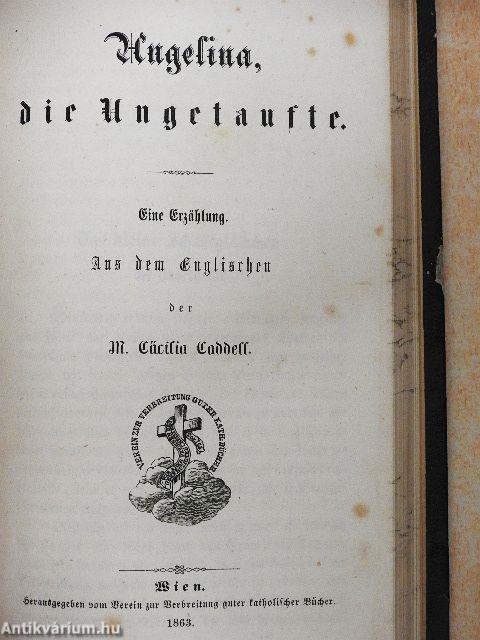 Angelina,
die Ungetaufte.
Eine Erzählung.
Aus dem Englischen
der
M. Cäcilia Caddell.
VEREIN ZUR VERBREITUNG GUTER KATH. BÜCHER
Wien.
Herausgegeben vom Verein zur Verbreitung guter katholischer Bücher.
1863.
Antikvárium.hu